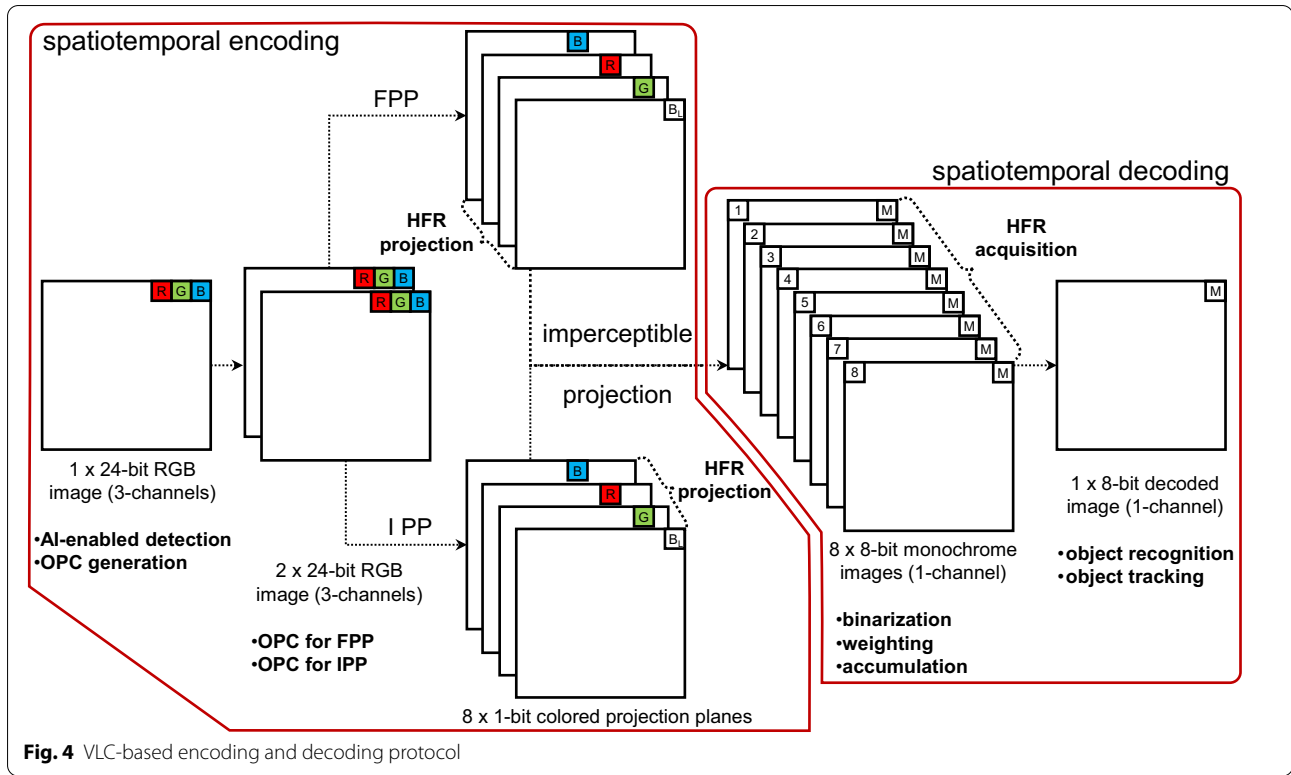 spatiotemporal encoding
B
R
G
BL
FPP
HFR
projection
spatiotemporal decoding
1 M
2 M
3 M
4 M
5 M
6 M
7 M
8 M
HFR
acquisition
M
R G B
R G B
R G B
imperceptible
projection
1 x 24-bit RGB
image (3-channels)
•AI-enabled detection
•OPC generation
I PP
B
R
G
BL
HFR
projection
2 x 24-bit RGB
image (3-channels)
•OPC for FPP
•OPC for IPP
8 x 1-bit colored projection planes
8 x 8-bit monochrome
images (1-channel)
•binarization
•weighting
•accumulation
1 x 8-bit decoded
image (1-channel)
•object recognition
•object tracking
Fig. 4 VLC-based encoding and decoding protocol